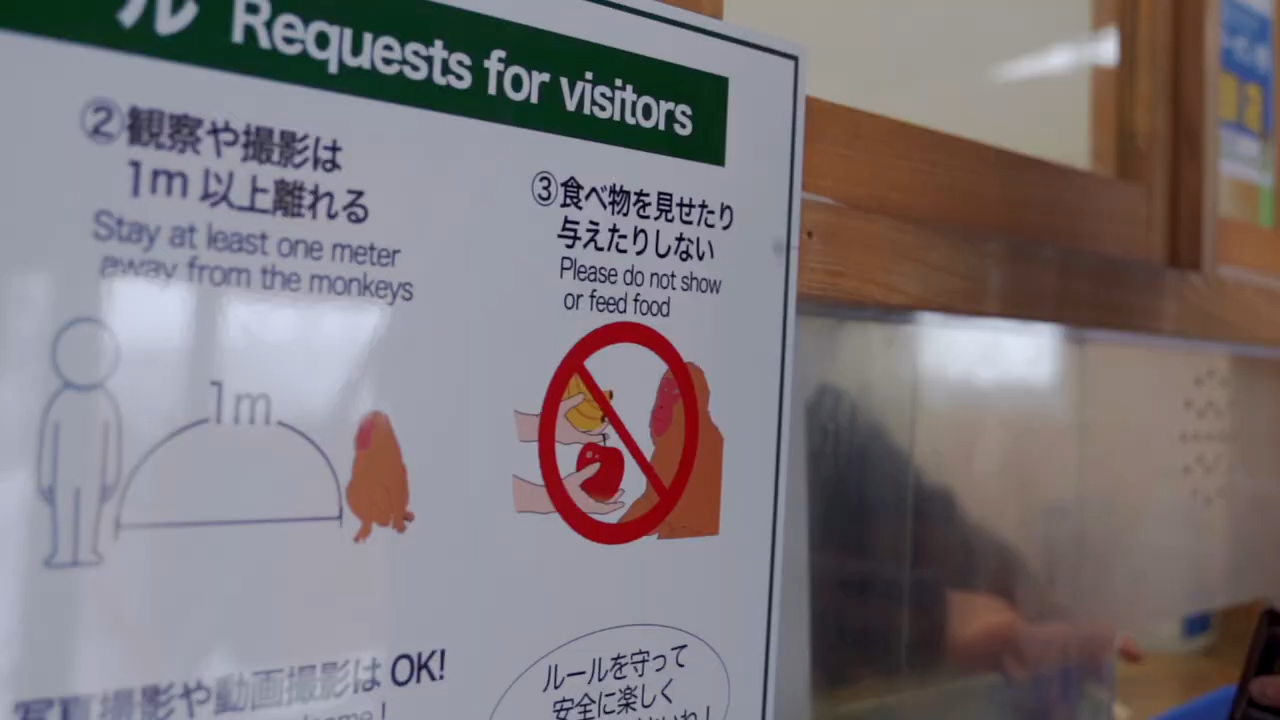 ル Requests for visitors
②観察や撮影は
1m 以上離れる
Stay at least one meter
away from the monkeys
③食べ物を見せたり
与えたりしない
Please do not show
or feed food
1m
写真撮影や動画撮影は OK!
ルールを守って
安全に楽しく